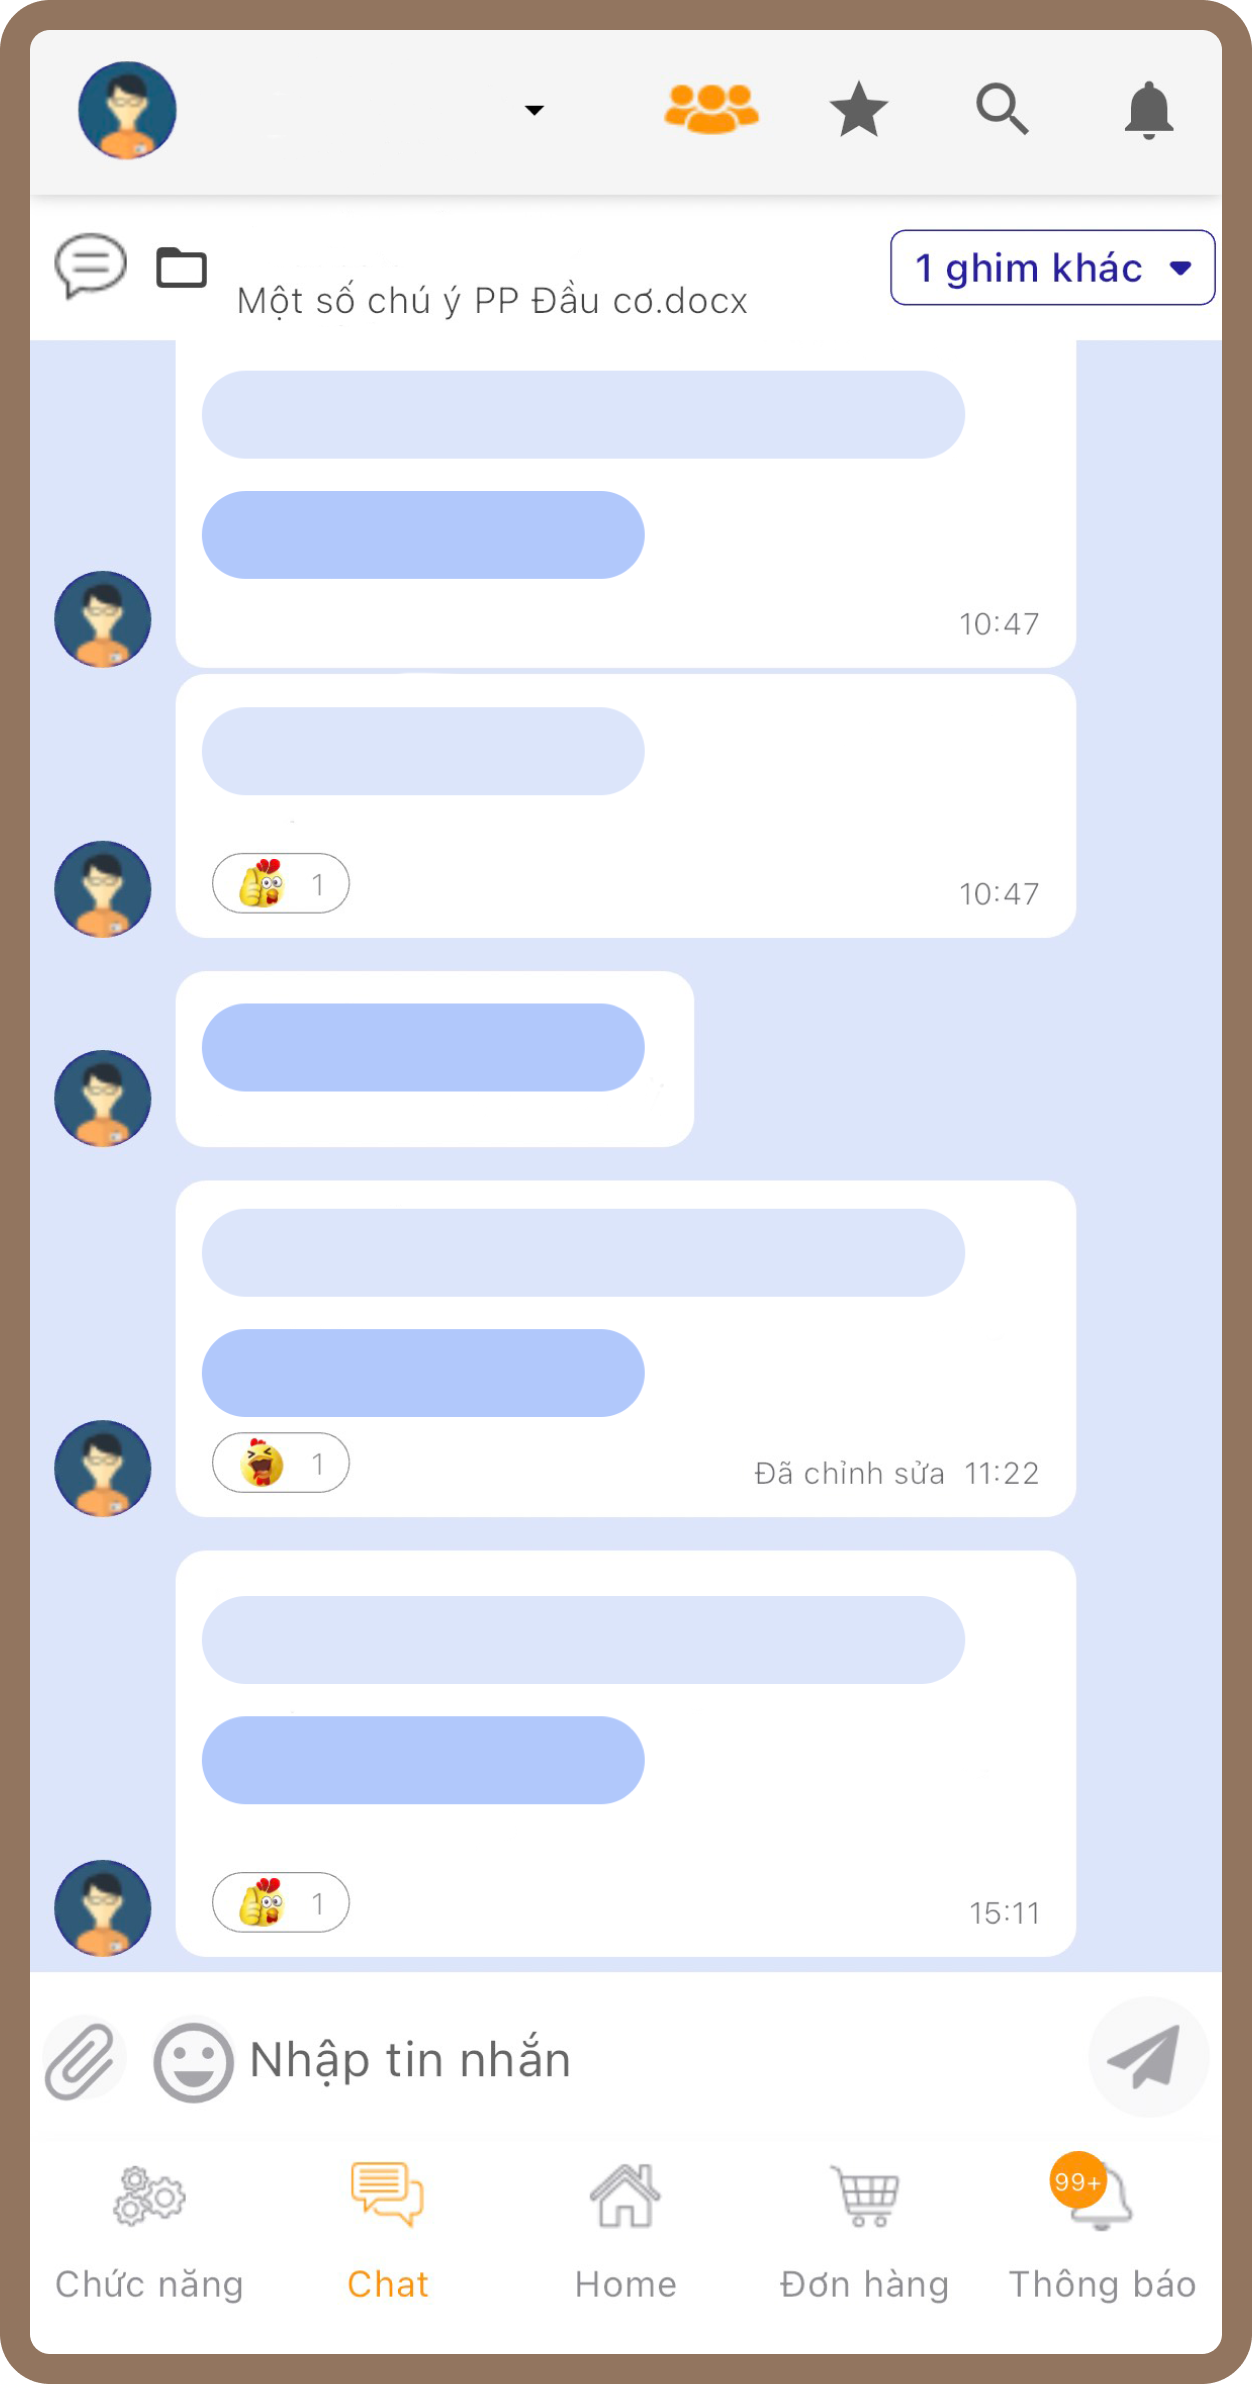 1 ghim khác
Một số chú ý PP Đầu cơ.docx
10:47
1
10:47
1
Đã chỉnh sửa 11:22
1
15:11
Nhập tin nhắn
99+
Chức năng
Chat
Home
Đơn hàng
Thông báo